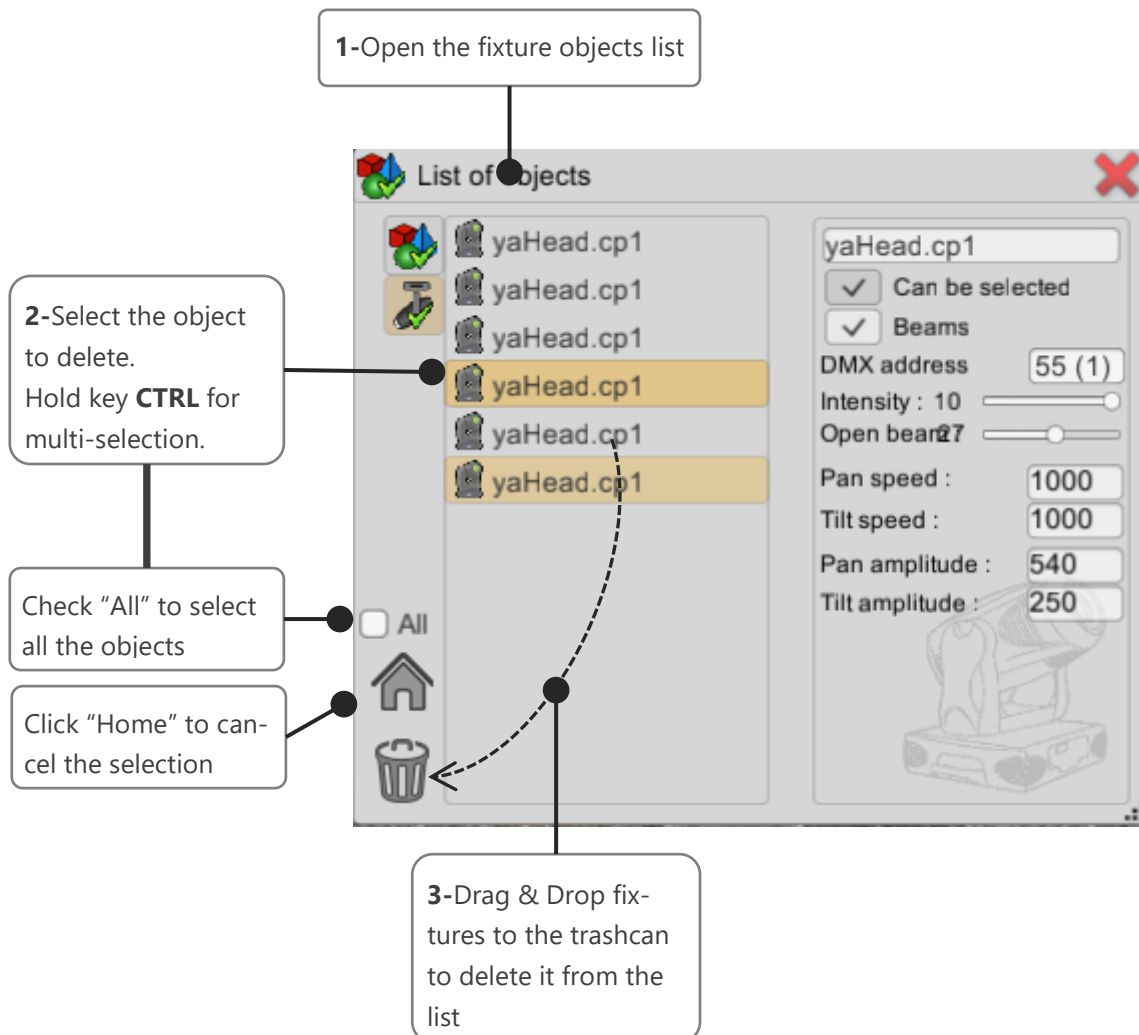 1-Open the fixture objects list
List of objects
yaHead.cp1
yaHead.cp1
yaHead.cp1
yaHead.cp1
yaHead.cp1
yaHead.cp1
yaHead.cp1
Can be selected
Beams
DMX address 55 (1)
Intensity : 10
Open beam : 27
Pan speed : 1000
Tilt speed : 1000
Pan amplitude : 540
Tilt amplitude : 250
2-Select the object
to delete.
Hold key CTRL for
multi-selection.
Check “All” to select
all the objects
All
Click “Home” to can-
cel the selection
3-Drag & Drop fix-
tures to the trashcan
to delete it from the
list